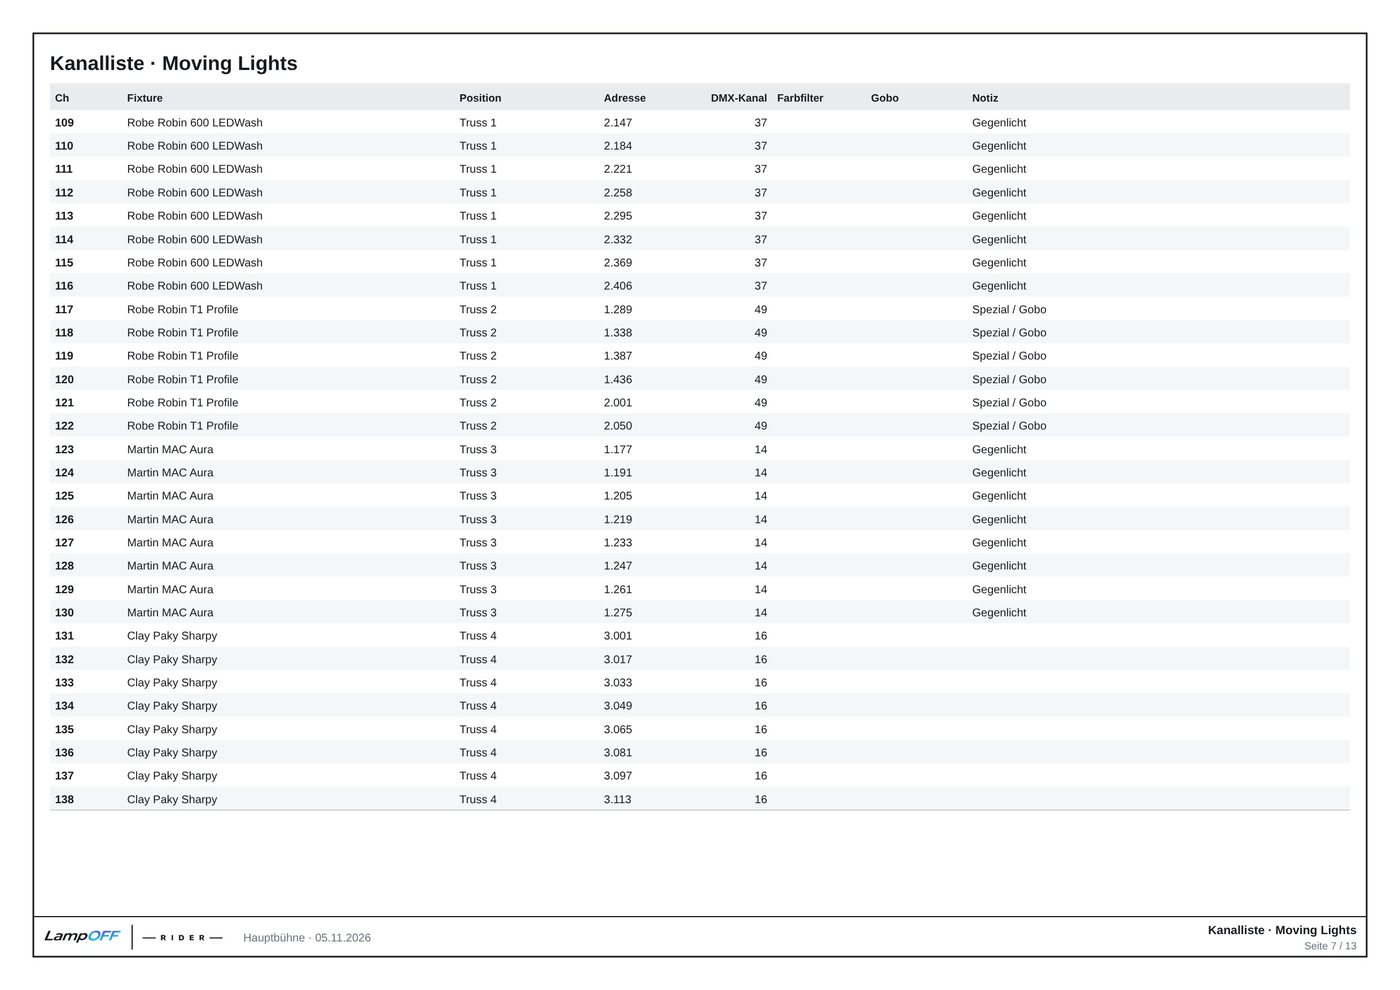 Kanalliste · Moving Lights
Ch Fixture Position Adresse DMX-Kanal Farbfilter Gobo Notiz
109 Robe Robin 600 LEDWash Truss 1 2.147 37 Gegenlicht
110 Robe Robin 600 LEDWash Truss 1 2.184 37 Gegenlicht
111 Robe Robin 600 LEDWash Truss 1 2.221 37 Gegenlicht
112 Robe Robin 600 LEDWash Truss 1 2.258 37 Gegenlicht
113 Robe Robin 600 LEDWash Truss 1 2.295 37 Gegenlicht
114 Robe Robin 600 LEDWash Truss 1 2.332 37 Gegenlicht
115 Robe Robin 600 LEDWash Truss 1 2.369 37 Gegenlicht
116 Robe Robin 600 LEDWash Truss 1 2.406 37 Gegenlicht
117 Robe Robin T1 Profile Truss 2 1.289 49 Spezial / Gobo
118 Robe Robin T1 Profile Truss 2 1.338 49 Spezial / Gobo
119 Robe Robin T1 Profile Truss 2 1.387 49 Spezial / Gobo
120 Robe Robin T1 Profile Truss 2 1.436 49 Spezial / Gobo
121 Robe Robin T1 Profile Truss 2 2.001 49 Spezial / Gobo
122 Robe Robin T1 Profile Truss 2 2.050 49 Spezial / Gobo
123 Martin MAC Aura Truss 3 1.177 14 Gegenlicht
124 Martin MAC Aura Truss 3 1.191 14 Gegenlicht
125 Martin MAC Aura Truss 3 1.205 14 Gegenlicht
126 Martin MAC Aura Truss 3 1.219 14 Gegenlicht
127 Martin MAC Aura Truss 3 1.233 14 Gegenlicht
128 Martin MAC Aura Truss 3 1.247 14 Gegenlicht
129 Martin MAC Aura Truss 3 1.261 14 Gegenlicht
130 Martin MAC Aura Truss 3 1.275 14 Gegenlicht
131 Clay Paky Sharpy Truss 4 3.001 16
132 Clay Paky Sharpy Truss 4 3.017 16
133 Clay Paky Sharpy Truss 4 3.033 16
134 Clay Paky Sharpy Truss 4 3.049 16
135 Clay Paky Sharpy Truss 4 3.065 16
136 Clay Paky Sharpy Truss 4 3.081 16
137 Clay Paky Sharpy Truss 4 3.097 16
138 Clay Paky Sharpy Truss 4 3.113 16
LampOFF — RIDER — Hauptbühne · 05.11.2026
Kanalliste · Moving Lights
Seite 7 / 13